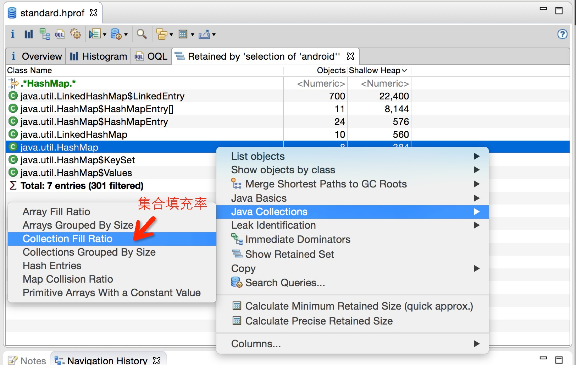 standard.hprof
Overview
Histogram
OQL
Retained by 'selection of 'android''
Class Name
Objects
Shallow Heap
.*HashMap.*
<Numeric>
<Numeric>
java.util.LinkedHashMap$LinkedEntry 700 22,400
java.util.HashMap$HashMapEntry[] 11 8,144
java.util.HashMap$HashMapEntry 24 576
java.util.LinkedHashMap 10 560
java.util.HashMap 8 384
java.util.HashMap$KeySet
java.util.HashMap$Values
Σ Total: 7 entries (301 filtered)
List objects
Show objects by class
Merge Shortest Paths to GC Roots
Java Basics
Java Collections
Leak Identification
Immediate Dominators
Show Retained Set
Copy
Search Queries...
Calculate Minimum Retained Size (quick approx.)
Calculate Precise Retained Size
Columns...
集合填充率
Array Fill Ratio
Arrays Grouped By Size
Collection Fill Ratio
Collections Grouped By Size
Hash Entries
Map Collision Ratio
Primitive Arrays With a Constant Value
Notes
Navigation History